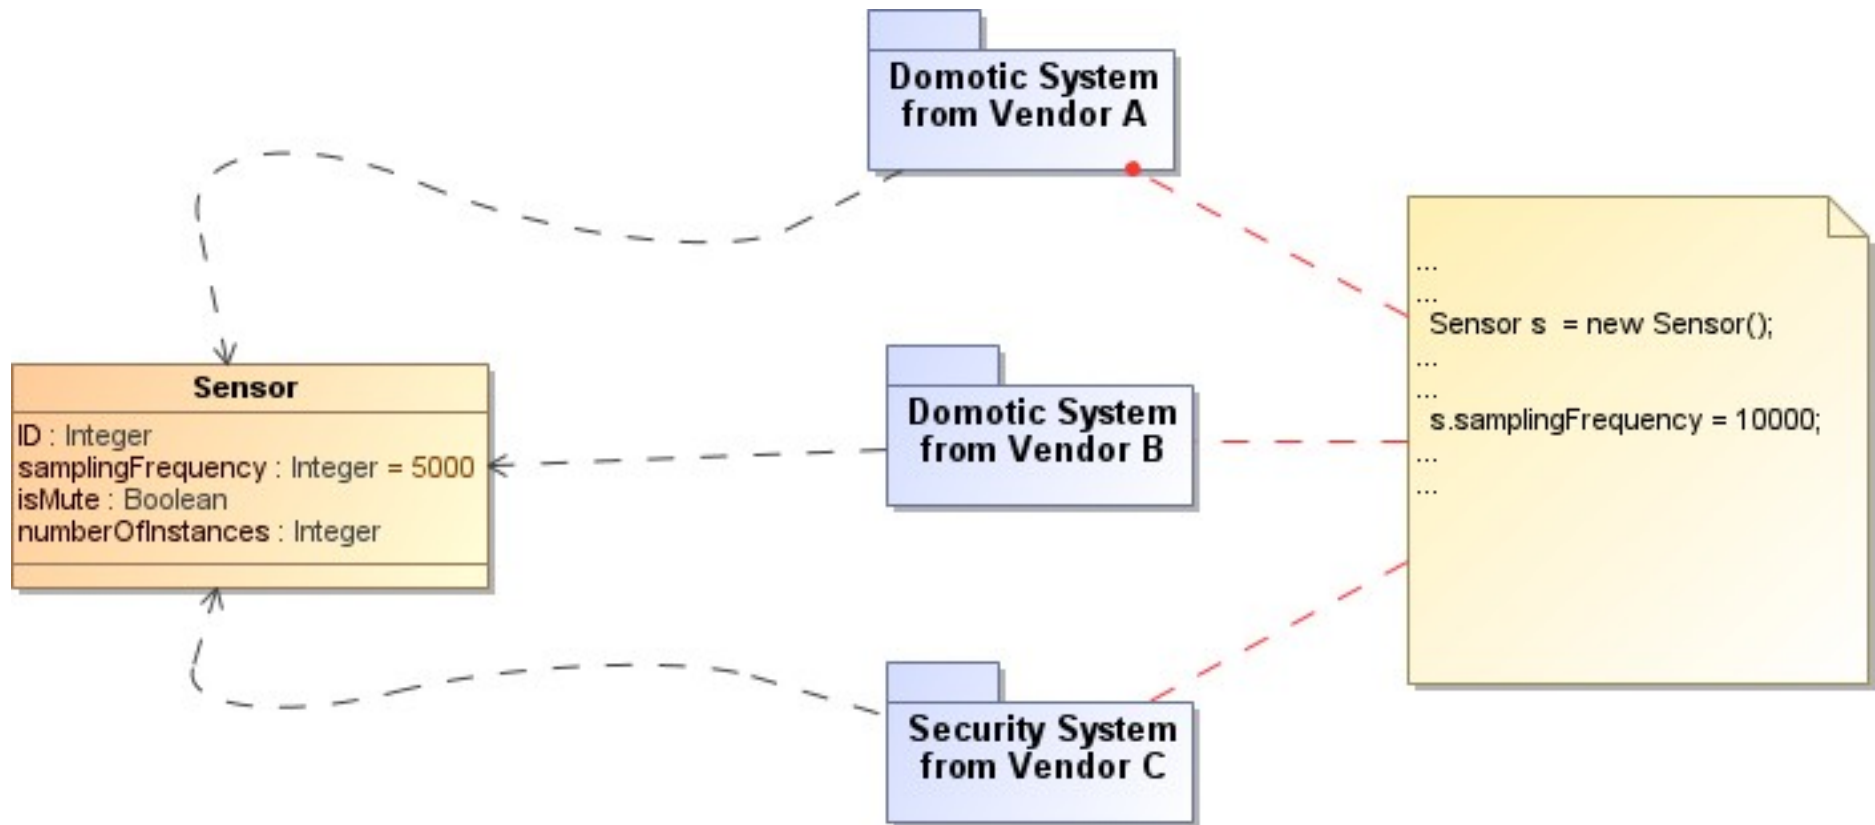 Domotic System
from Vendor A
...
...
Sensor s  = new Sensor();
...
...
s.samplingFrequency = 10000;
...
...
Sensor
ID : Integer
samplingFrequency : Integer = 5000
isMute : Boolean
numberOfInstances : Integer
Domotic System
from Vendor B
Security System
from Vendor C